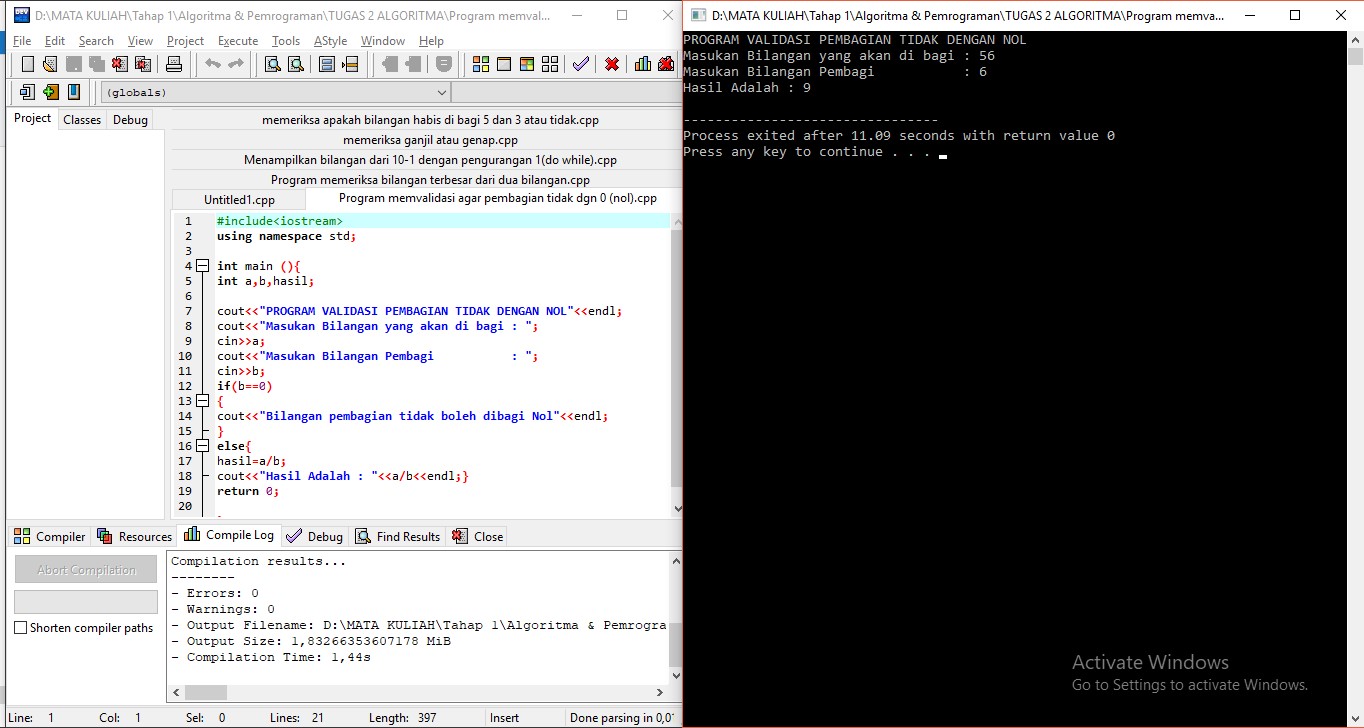 D:\MATA KULIAH\Tahap 1\Algoritma & Pemrograman\TUGAS 2 ALGORITMA\Program memval...
File Edit Search View Project Execute Tools AStyle Window Help
(globals)
Project Classes Debug
memeriksa apakah bilangan habis di bagi 5 dan 3 atau tidak.cpp
memeriksa ganjil atau genap.cpp
Menampilkan bilangan dari 10-1 dengan pengurangan 1(do while).cpp
Program memeriksa bilangan terbesar dari dua bilangan.cpp
Untitled1.cpp Program memvalidasi agar pembagian tidak dgn 0 (nol).cpp
1 #include<iostream>
2 using namespace std;
3
4 int main (){
5 int a,b,hasil;
6
7 cout<<"PROGRAM VALIDASI PEMBAGIAN TIDAK DENGAN NOL"<<endl;
8 cout<<"Masukan Bilangan yang akan di bagi : ";
9 cin>>a;
10 cout<<"Masukan Bilangan Pembagi           : ";
11 cin>>b;
12 if(b==0)
13 {
14 cout<<"Bilangan pembagian tidak boleh dibagi Nol"<<endl;
15 }
16 else{
17 hasil=a/b;
18 cout<<"Hasil Adalah : "<<a/b<<endl;}
19 return 0;
20
Compiler Resources Compile Log Debug Find Results Close
Abort Compilation
Shorten compiler paths
Compilation results...
--------
- Errors: 0
- Warnings: 0
- Output Filename: D:\MATA KULIAH\Tahap 1\Algoritma & Pemrogra
- Output Size: 1,83266353607178 MiB
- Compilation Time: 1,44s
Line: 1 Col: 1 Sel: 0 Lines: 21 Length: 397 Insert Done parsing in 0,01
D:\MATA KULIAH\Tahap 1\Algoritma & Pemrograman\TUGAS 2 ALGORITMA\Program memva...
PROGRAM VALIDASI PEMBAGIAN TIDAK DENGAN NOL
Masukan Bilangan yang akan di bagi : 56
Masukan Bilangan Pembagi           : 6
Hasil Adalah : 9
--------------------------------
Process exited after 11.09 seconds with return value 0
Press any key to continue . . .
Activate Windows
Go to Settings to activate Windows.